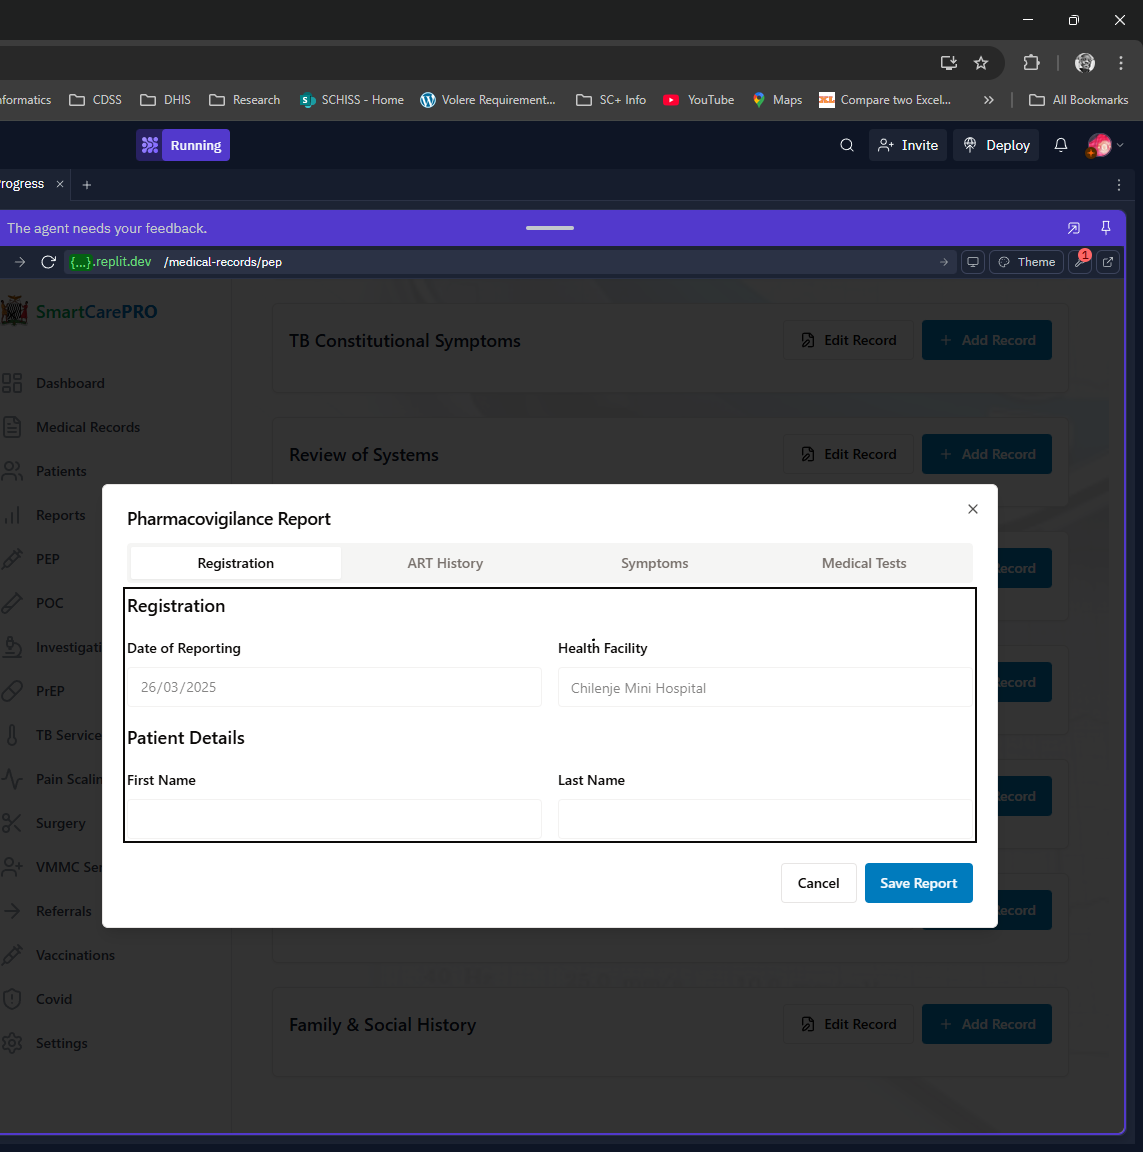 nformatics CDSS DHIS Research SCHISS - Home Volere Requirement... SC+ Info YouTube Maps Compare two Excel... » All Bookmarks
Running Invite Deploy
rogress × +
The agent needs your feedback.
{...}.replit.dev /medical-records/pep Theme 1
SmartCarePRO
Dashboard
Medical Records
Patients
Reports
PEP
POC
Investigati
PrEP
TB Service
Pain Scalin
Surgery
VMMC Ser
Referrals
Vaccinations
Covid
Settings
TB Constitutional Symptoms Edit Record + Add Record
Review of Systems Edit Record + Add Record
ecord
ecord
ecord
ecord
Family & Social History Edit Record + Add Record
Pharmacovigilance Report
Registration ART History Symptoms Medical Tests
Registration
Date of Reporting Health Facility
26/03/2025 Chilenje Mini Hospital
Patient Details
First Name Last Name
Cancel Save Report